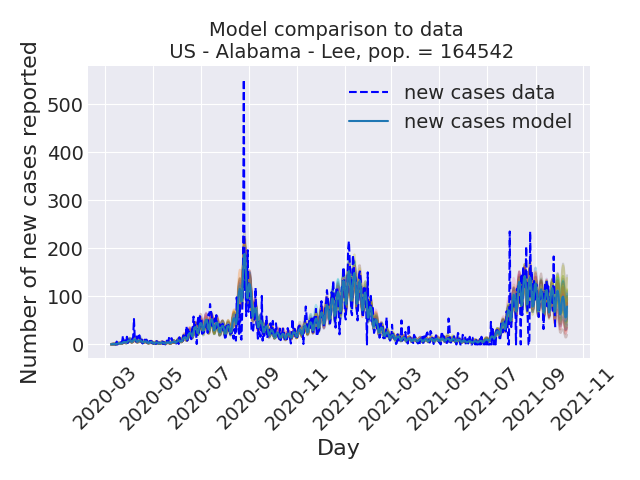 Model comparison to data
US - Alabama - Lee, pop. = 164542
Number of new cases reported
500
400
300
200
100
0
new cases data
new cases model
2020-03
2020-05
2020-07
2020-09
2020-11
2021-01
2021-03
2021-05
2021-07
2021-09
2021-11
Day